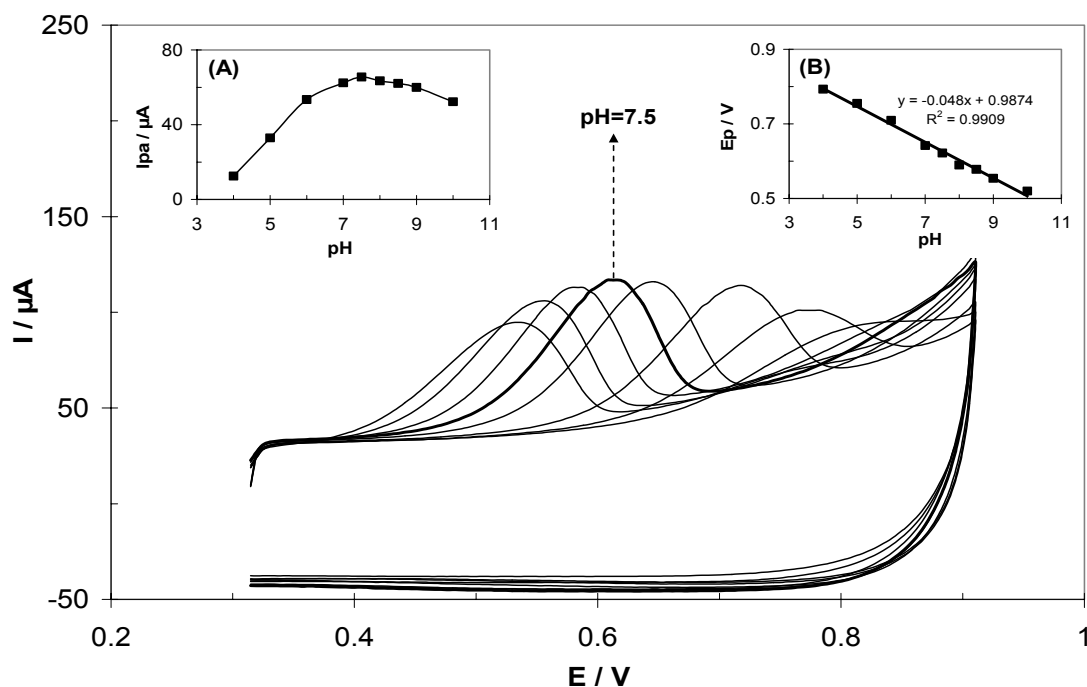 250
150
50
-50
I / µA
0.2
0.4
0.6
0.8
1
E / V
pH=7.5
(A)
80
40
0
Ipa / µA
3
5
7
9
11
pH
(B)
0.9
0.7
0.5
Ep / V
y = -0.048x + 0.9874
R² = 0.9909
3
5
7
9
11
pH